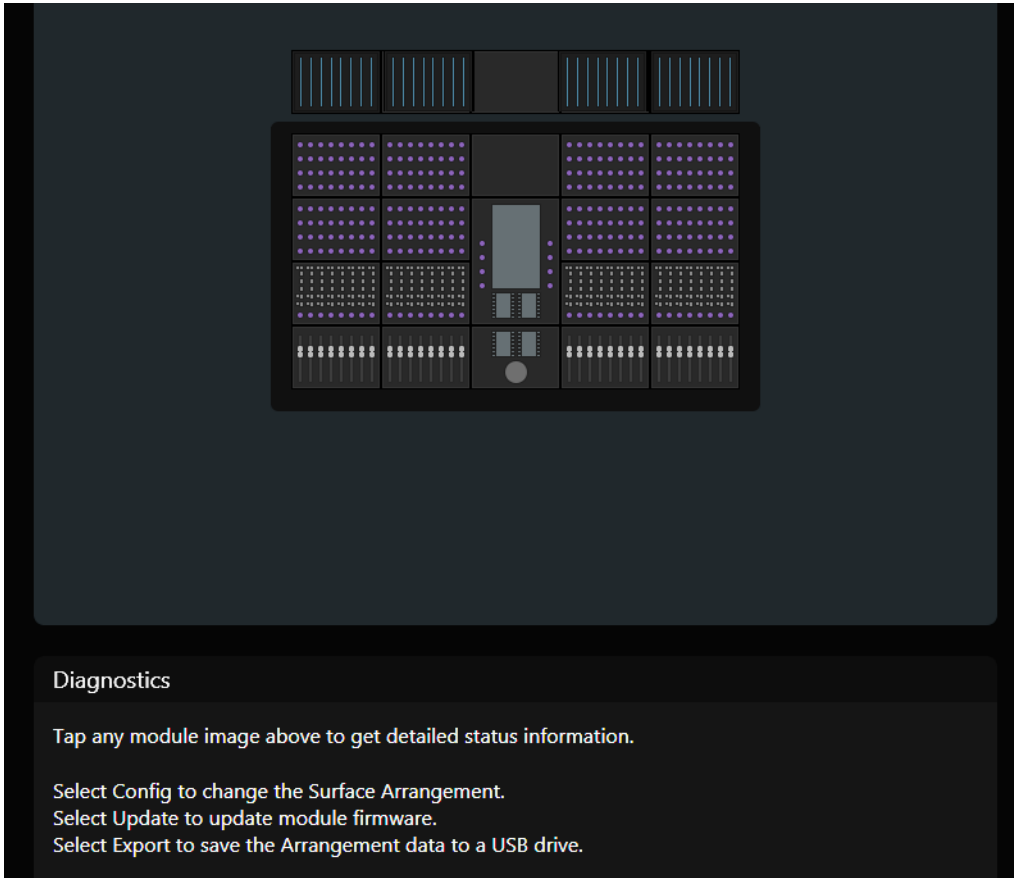 Diagnostics
Tap any module image above to get detailed status information.
Select Config to change the Surface Arrangement.
Select Update to update module firmware.
Select Export to save the Arrangement data to a USB drive.